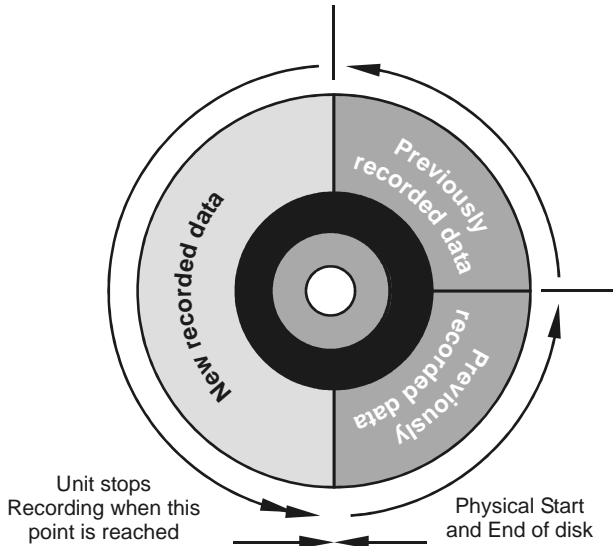 Previously
recorded data
New recorded data
Previously
recorded data
Unit stops
Recording when this
point is reached
Physical Start
and End of disk